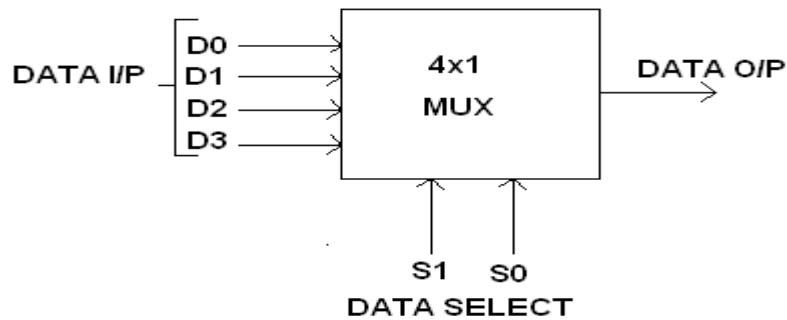 D0
DATA I/P
D1
D2
D3
4x1
MUX
DATA O/P
S1 S0
DATA SELECT